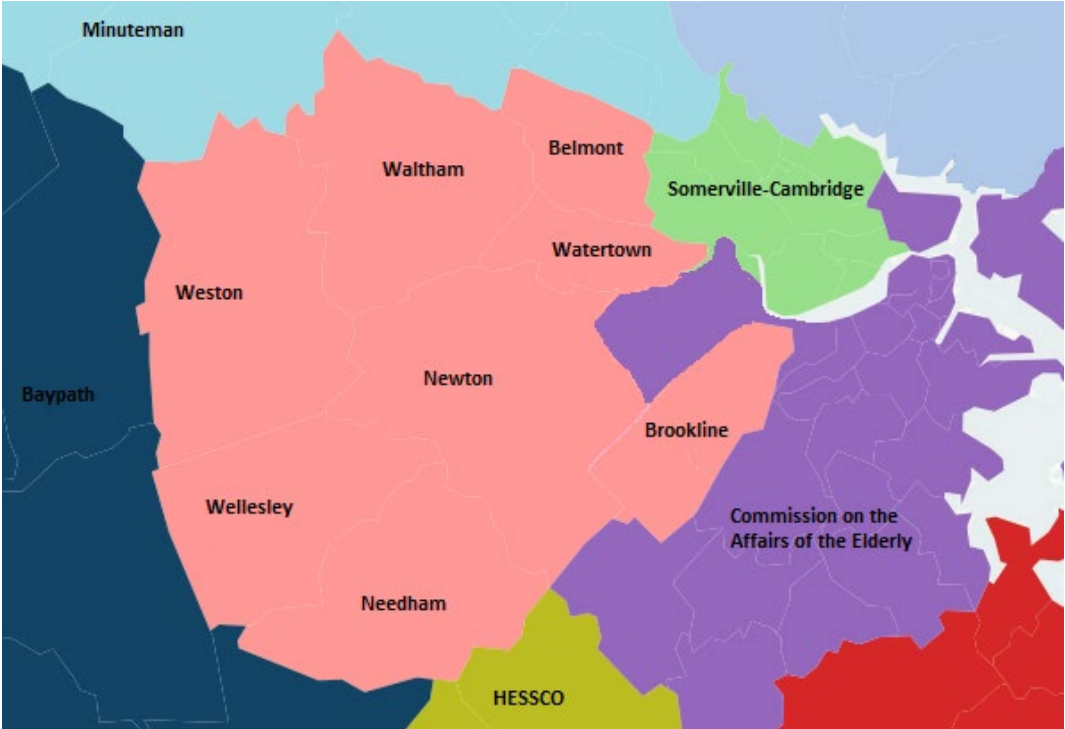 Minuteman
Belmont
Waltham
Somerville-Cambridge
Watertown
Weston
Newton
Baypath
Brookline
Wellesley
Commission on the
Affairs of the Elderly
Needham
HESSCO